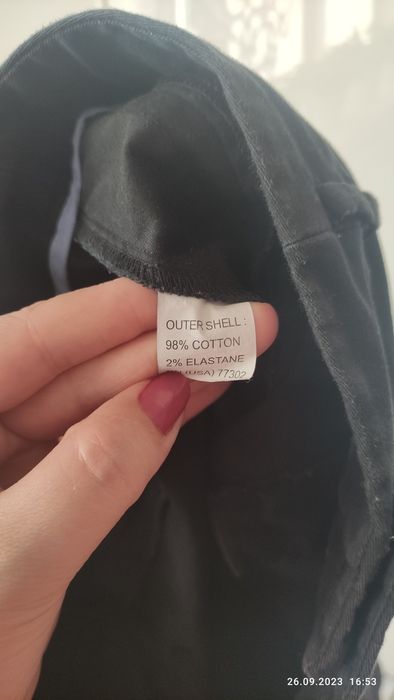 OUTER SHELL :
98% COTTON
2% ELASTANE
(USA) 77302
26.09.2023 16:53